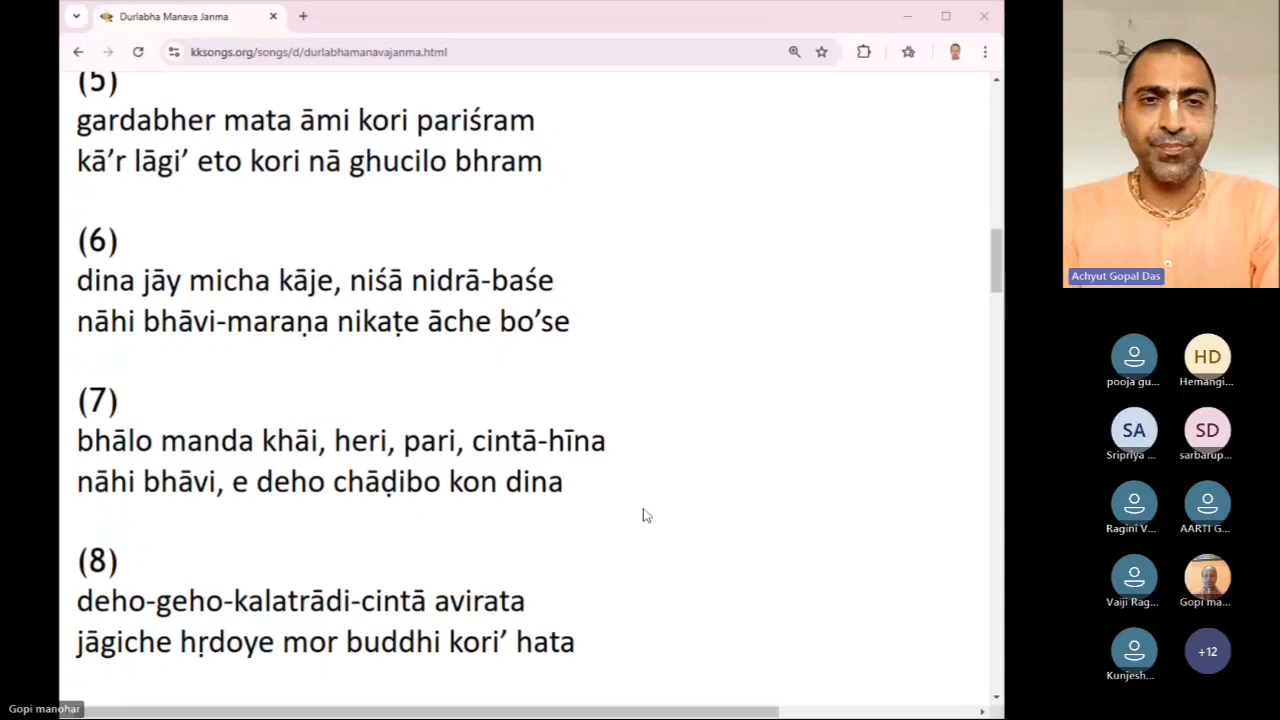 Durlabha Manava Janma
kksongs.org/songs/d/durlabhamanavajanma.html
(5)
gardabher mata āmi kori pariśram
kā’r lāgi’ eto kori nā ghucilo bhram
(6)
dina jāy micha kāje, niśā nidrā-baśe
nāhi bhāvi-maraṇa nikaṭe āche bo’se
(7)
bhālo manda khāi, heri, pari, cintā-hīna
nāhi bhāvi, e deho chāḍibo kon dina
(8)
deho-geho-kalatrādi-cintā avirata
jāgiche hṛdoye mor buddhi kori’ hata
Gopi manohar
Achyut Gopal Das
pooja gu...
HD
Hemangi...
SA
Sripriya ...
SD
sarbarup...
Ragini V...
AARTI G...
Vaiji Rag...
Gopi ma...
Kunjesh...
+12